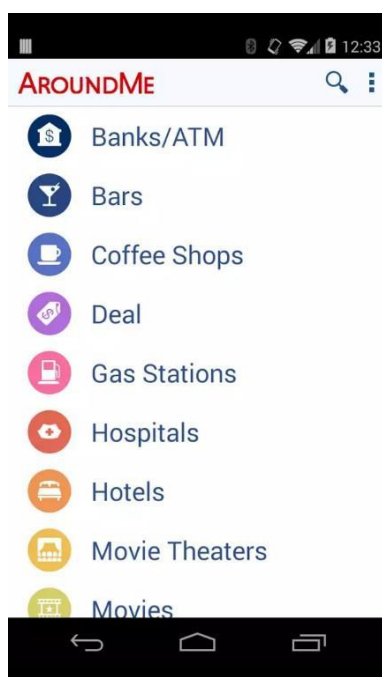 12:33
AROUNDME
Banks/ATM
Bars
Coffee Shops
Deal
Gas Stations
Hospitals
Hotels
Movie Theaters
Movies